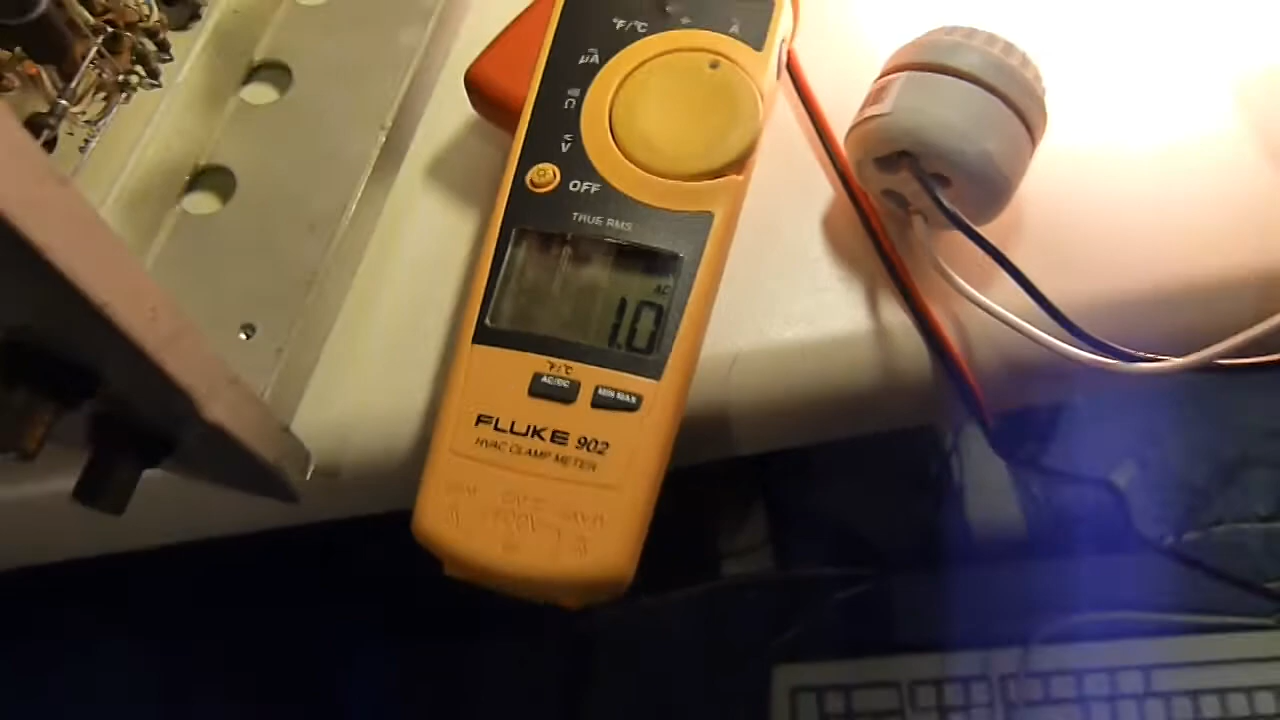 °F/°C
A
µA
Ω
V
OFF
TRUE RMS
AC
1.0
°F/°C
AC/DC
MIN MAX
FLUKE 902
HVAC CLAMP METER